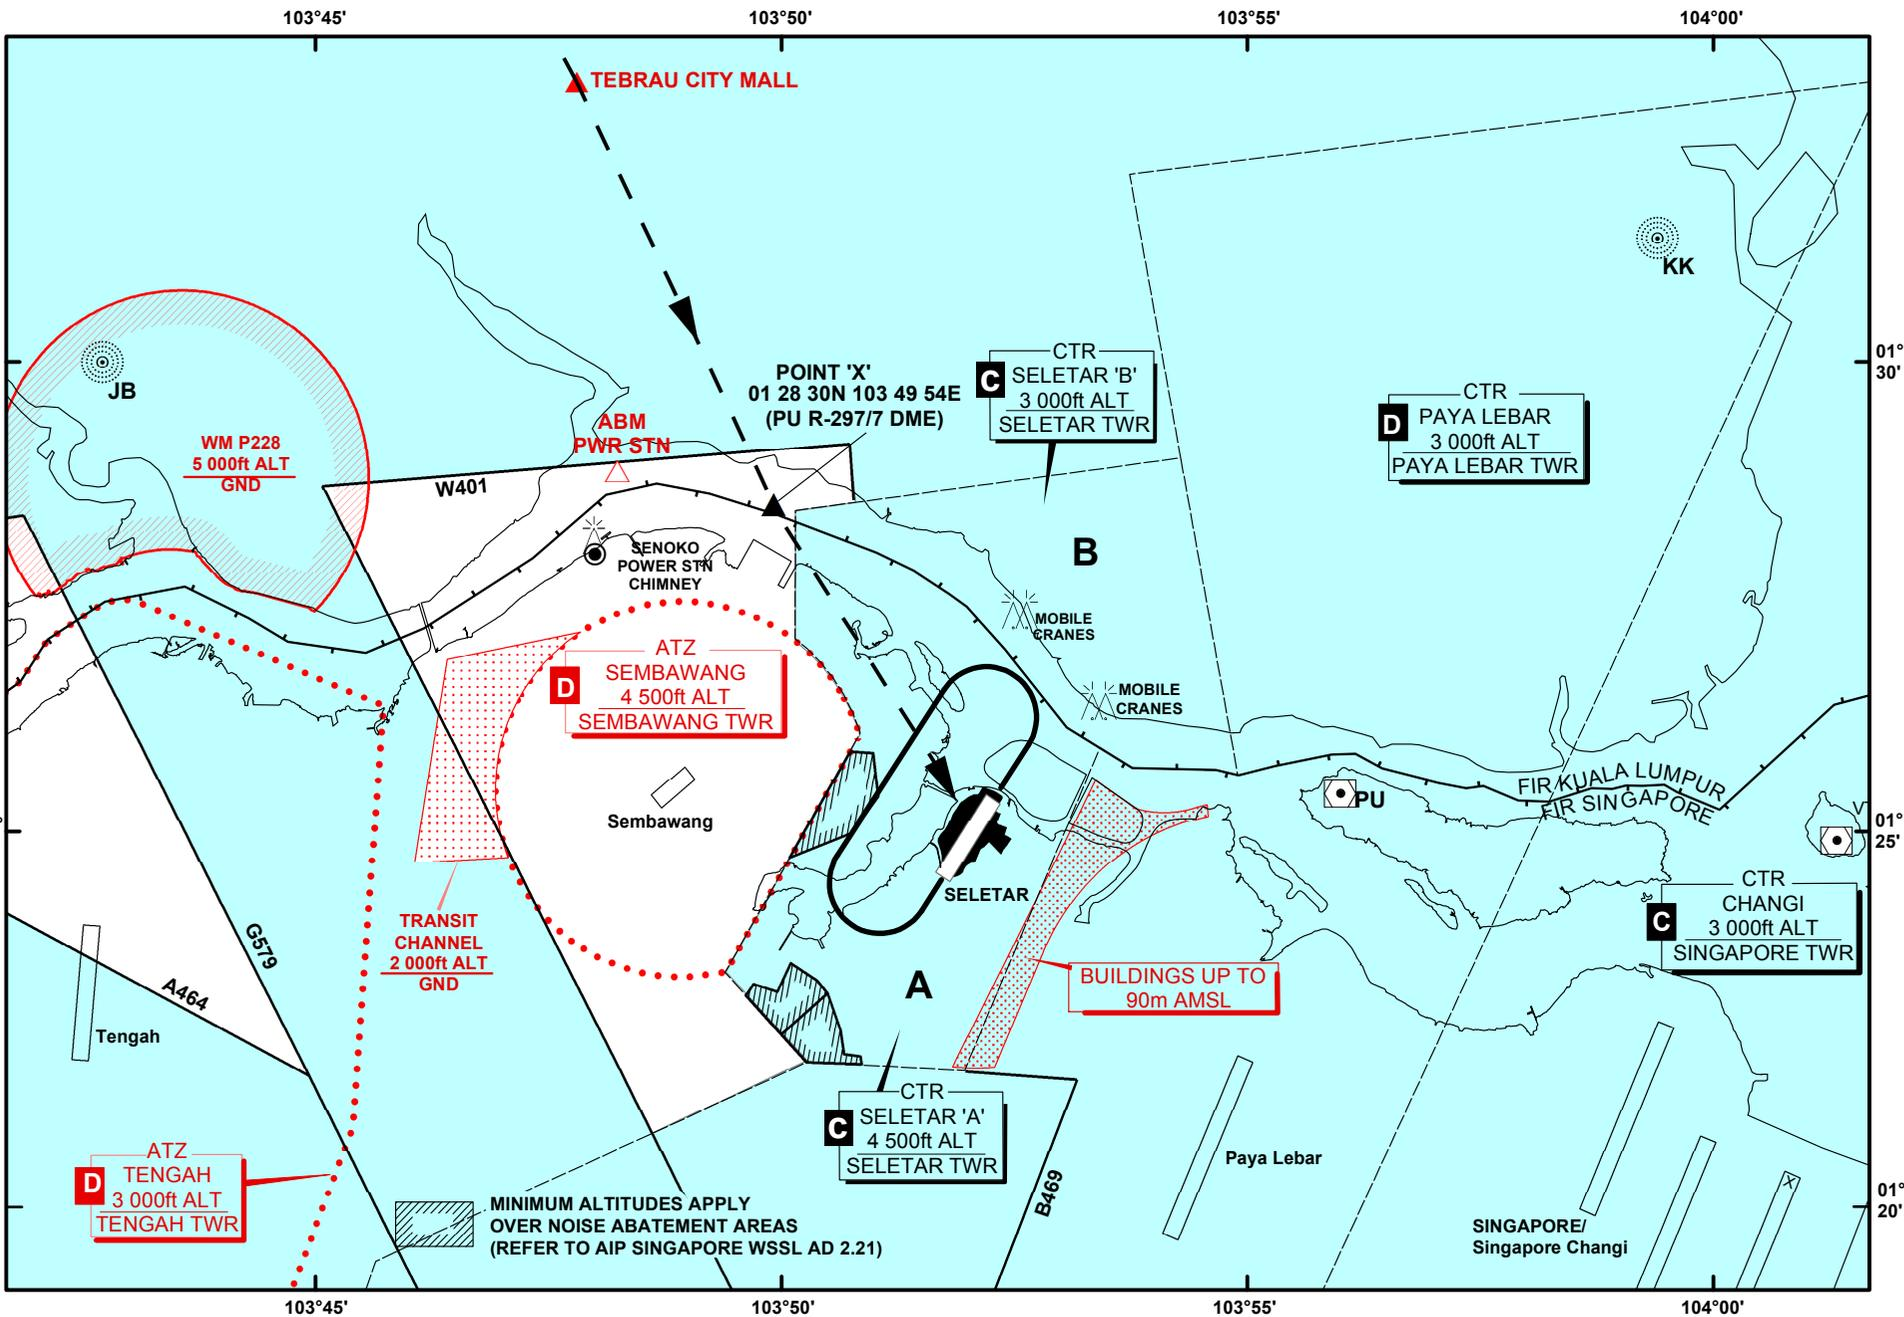 103°45'
103°50'
103°55'
104°00'
TEBRAU CITY MALL
KK
JB
POINT 'X'
01 28 30N 103 49 54E
(PU R-297/7 DME)
CTR
C
SELETAR 'B'
3 000ft ALT
SELETAR TWR
CTR
D
PAYA LEBAR
3 000ft ALT
PAYA LEBAR TWR
01°
30'
WM P228
5 000ft ALT
GND
ABM
PWR STN
W401
SENOKO
POWER STN
CHIMNEY
B
MOBILE
CRANES
MOBILE
CRANES
ATZ
D
SEMBAWANG
4 500ft ALT
SEMBAWANG TWR
Sembawang
FIR KUALA LUMPUR
FIR SINGAPORE
PU
V
01°
25'
SELETAR
CTR
C
CHANGI
3 000ft ALT
SINGAPORE TWR
TRANSIT
CHANNEL
2 000ft ALT
GND
G579
A464
Tengah
A
BUILDINGS UP TO
90m AMSL
CTR
C
SELETAR 'A'
4 500ft ALT
SELETAR TWR
B469
Paya Lebar
ATZ
D
TENGAH
3 000ft ALT
TENGAH TWR
MINIMUM ALTITUDES APPLY
OVER NOISE ABATEMENT AREAS
(REFER TO AIP SINGAPORE WSSL AD 2.21)
SINGAPORE/
Singapore Changi
X
01°
20'
103°45'
103°50'
103°55'
104°00'